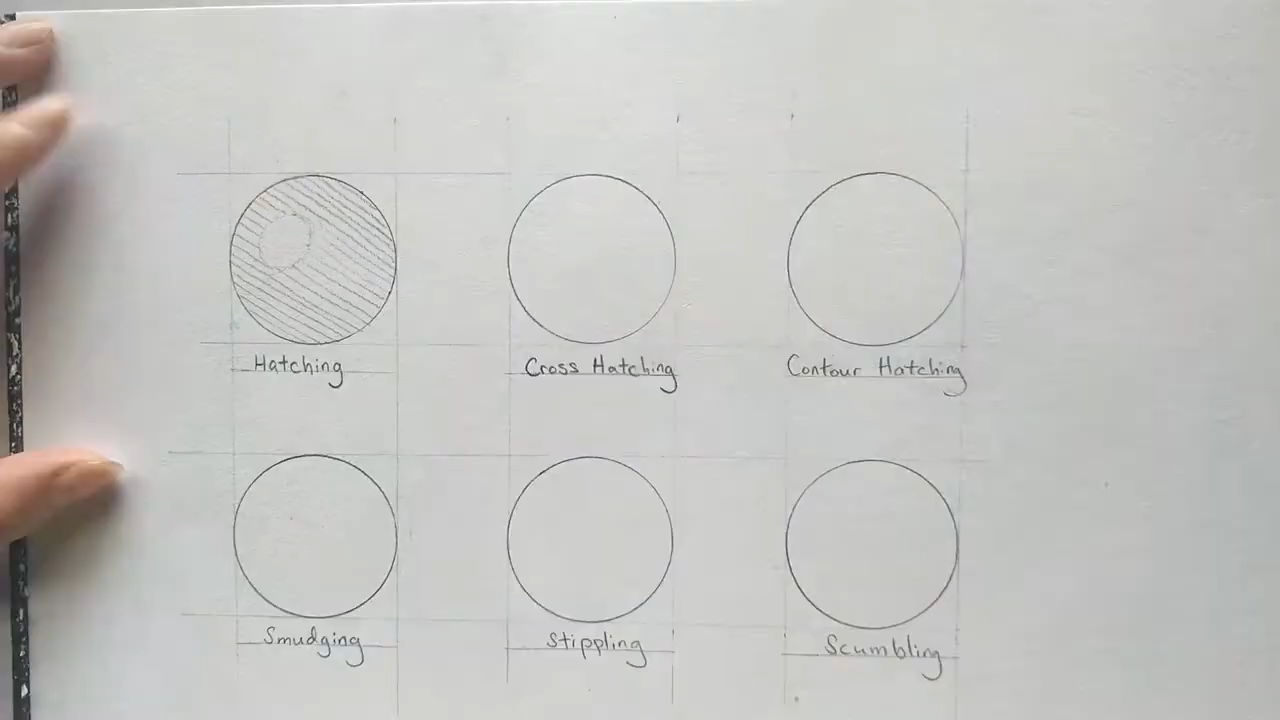 Hatching
Cross Hatching
Contour Hatching
Smudging
Stippling
Scumbling